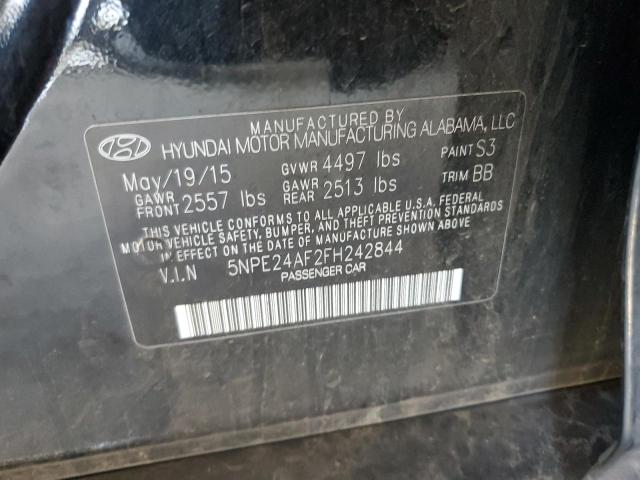 MANUFACTURED BY
HYUNDAI MOTOR MANUFACTURING ALABAMA, LLC
May/19/15 GVWR 4497 lbs PAINT S3
GAWR FRONT 2557 lbs GAWR REAR 2513 lbs TRIM BB
THIS VEHICLE CONFORMS TO ALL APPLICABLE U.S.A. FEDERAL
MOTOR VEHICLE SAFETY, BUMPER, AND THEFT PREVENTION
STANDARDS IN EFFECT ON THE DATE OF MANUFACTURE SHOWN ABOVE.
V.I.N 5NPE24AF2FH242844
PASSENGER CAR